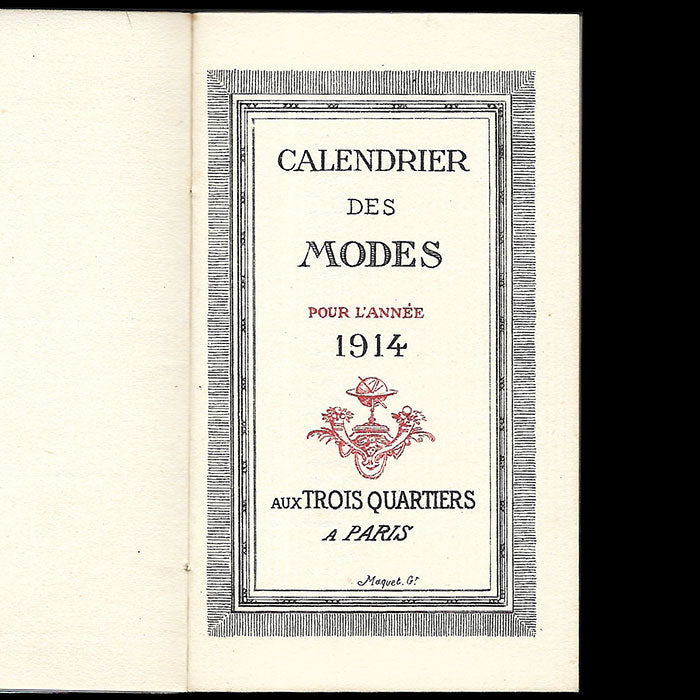 CALENDRIER
DES
MODES
POUR L'ANNÉE
1914
AUX TROIS QUARTIERS
A PARIS
Maquet. Gr